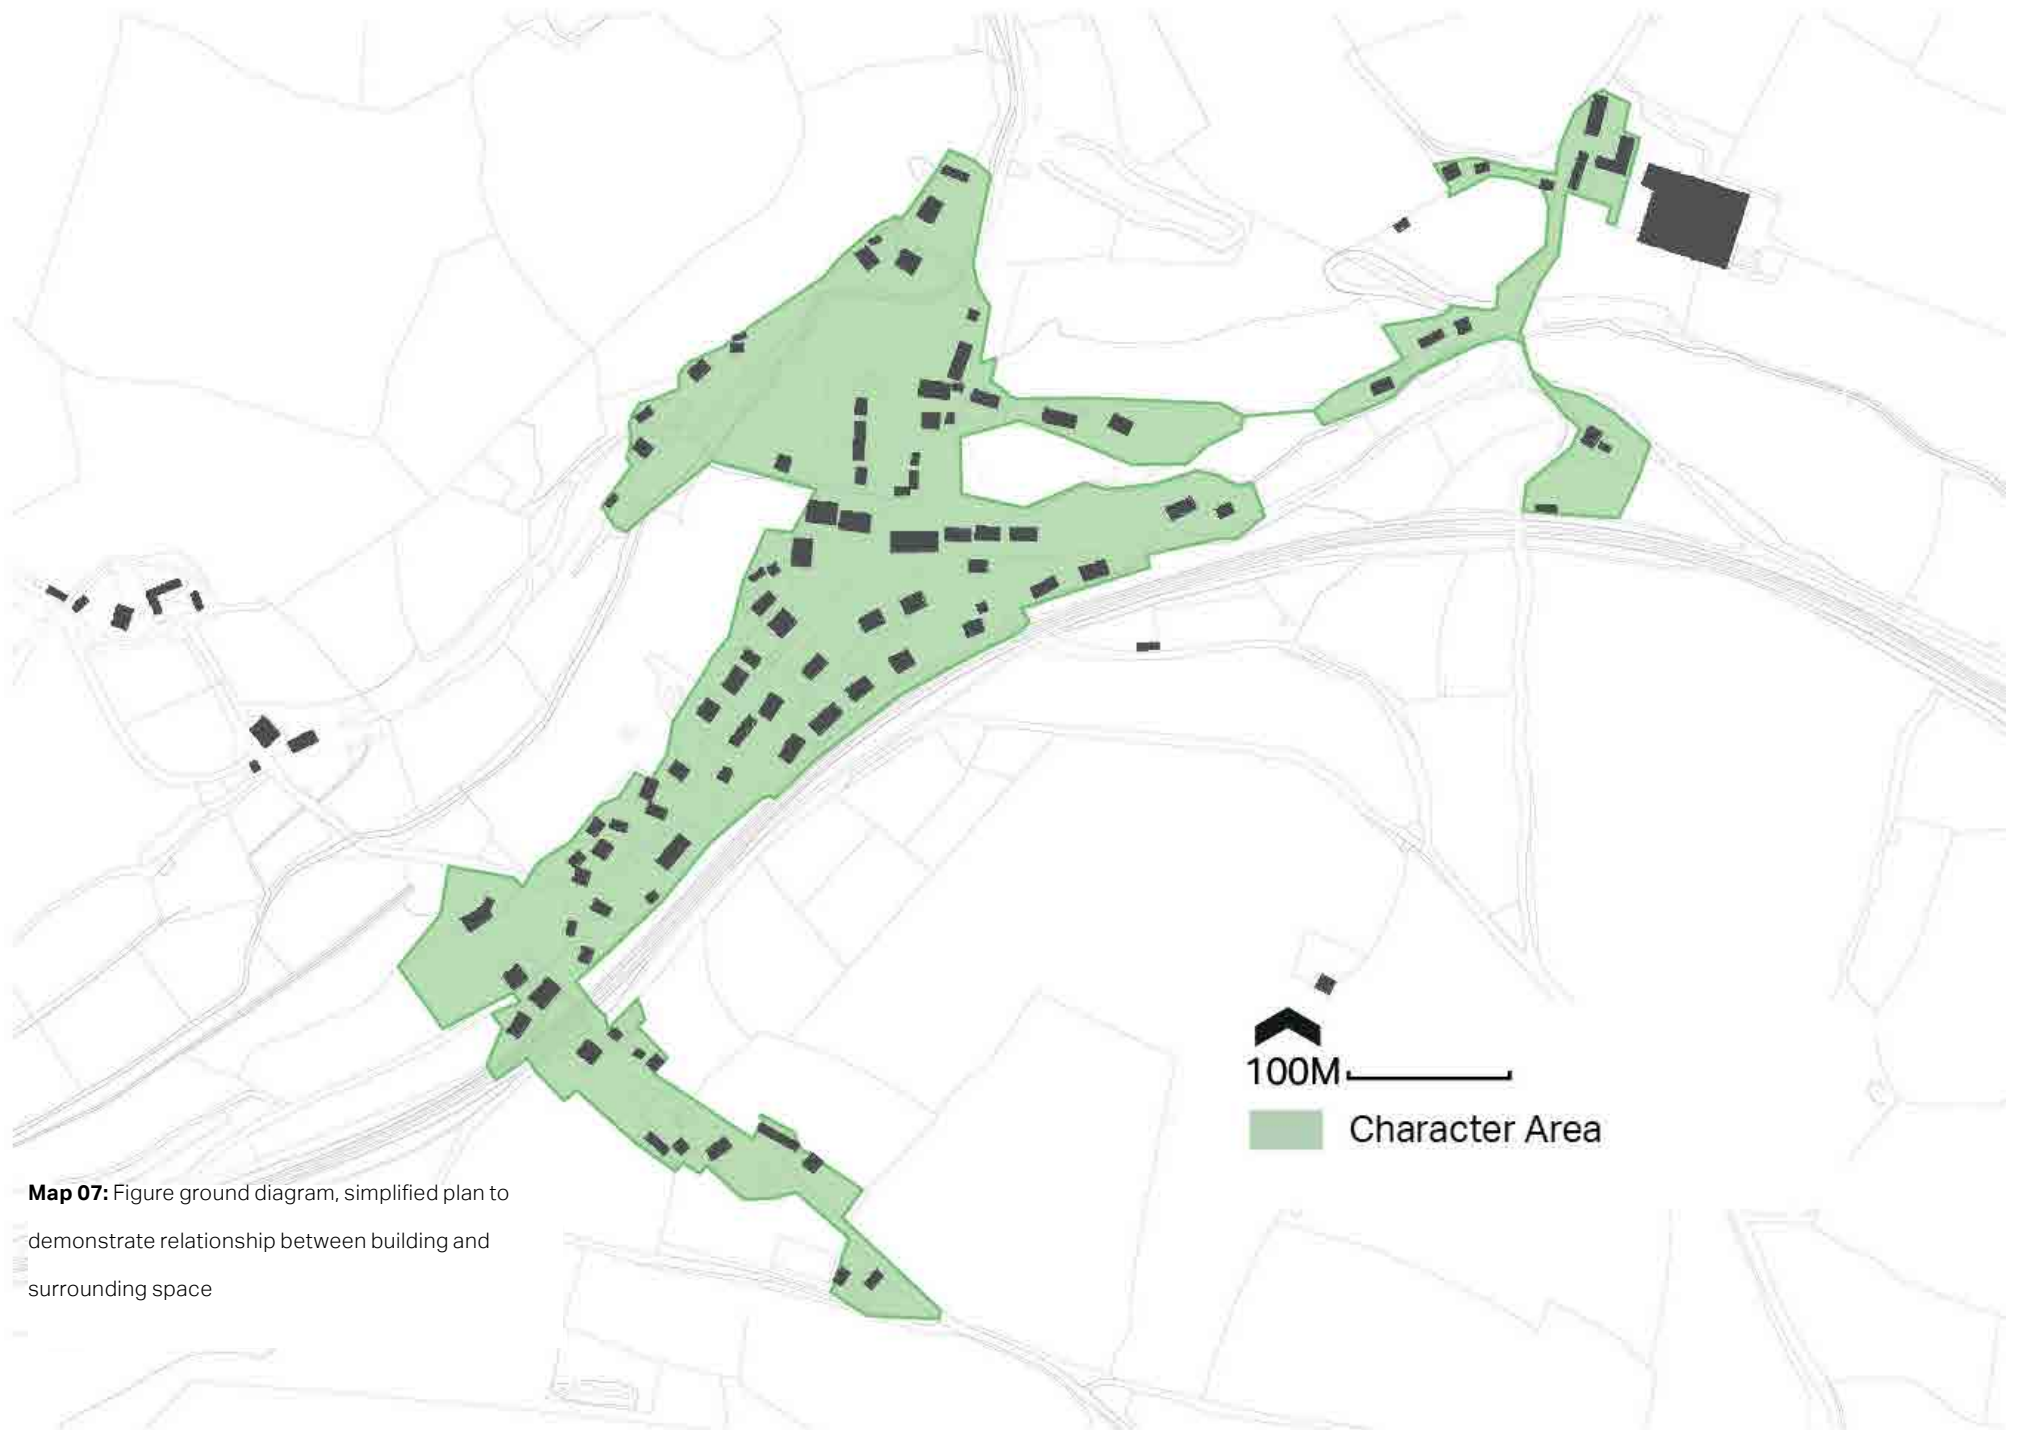 100M
Character Area
Map 07: Figure ground diagram, simplified plan to
demonstrate relationship between building and
surrounding space